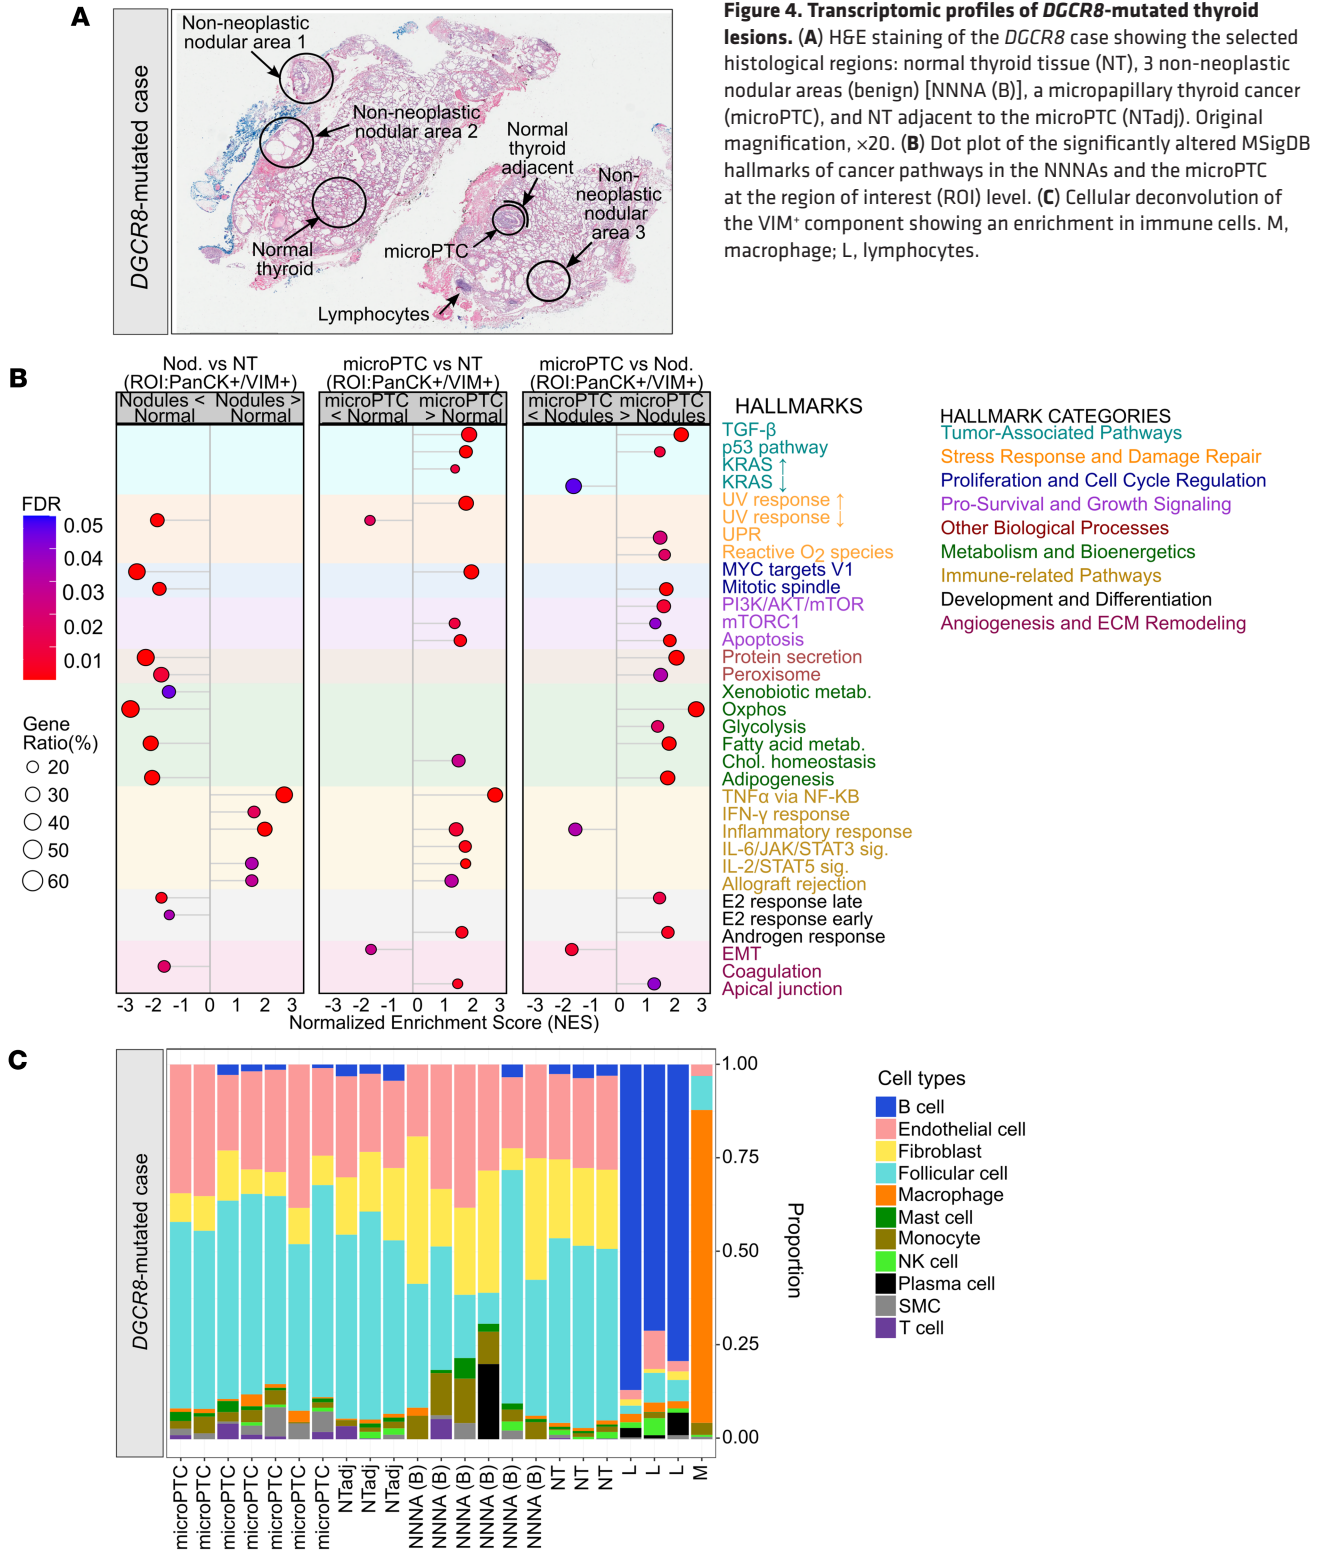 A
DGCR8-mutated case
Non-neoplastic
nodular area 1
Non-neoplastic
nodular area 2
Normal
thyroid
adjacent
Non-
neoplastic
nodular
area 3
Normal
thyroid
microPTC
Lymphocytes
Figure 4. Transcriptomic profiles of DGCR8-mutated thyroid
lesions. (A) H&E staining of the DGCR8 case showing the selected
histological regions: normal thyroid tissue (NT), 3 non-neoplastic
nodular areas (benign) [NNNA (B)], a micropapillary thyroid cancer
(microPTC), and NT adjacent to the microPTC (NTadj). Original
magnification, ×20. (B) Dot plot of the significantly altered MSigDB
hallmarks of cancer pathways in the NNNAs and the microPTC
at the region of interest (ROI) level. (C) Cellular deconvolution of
the VIM⁺ component showing an enrichment in immune cells. M,
macrophage; L, lymphocytes.
B
Nod. vs NT
(ROI:PanCK+/VIM+)
Nodules <
Normal
Nodules >
Normal
microPTC vs NT
(ROI:PanCK+/VIM+)
microPTC
< Normal
microPTC
> Normal
microPTC vs Nod.
(ROI:PanCK+/VIM+)
microPTC
< Nodules
microPTC
> Nodules
FDR
0.05
0.04
0.03
0.02
0.01
Gene
Ratio(%)
20
30
40
50
60
HALLMARKS
TGF-β
p53 pathway
KRAS ↑
KRAS ↓
UV response ↑
UV response ↓
UPR
Reactive O2 species
MYC targets V1
Mitotic spindle
PI3K/AKT/mTOR
mTORC1
Apoptosis
Protein secretion
Peroxisome
Xenobiotic metab.
Oxphos
Glycolysis
Fatty acid metab.
Chol. homeostasis
Adipogenesis
TNFα via NF-KB
IFN-γ response
Inflammatory response
IL-6/JAK/STAT3 sig.
IL-2/STAT5 sig.
Allograft rejection
E2 response late
E2 response early
Androgen response
EMT
Coagulation
Apical junction
HALLMARK CATEGORIES
Tumor-Associated Pathways
Stress Response and Damage Repair
Proliferation and Cell Cycle Regulation
Pro-Survival and Growth Signaling
Other Biological Processes
Metabolism and Bioenergetics
Immune-related Pathways
Development and Differentiation
Angiogenesis and ECM Remodeling
-3 -2 -1 0 1 2 3
-3 -2 -1 0 1 2 3
-3 -2 -1 0 1 2 3
Normalized Enrichment Score (NES)
C
DGCR8-mutated case
1.00
0.75
0.50
0.25
0.00
Proportion
microPTC
microPTC
microPTC
microPTC
microPTC
microPTC
microPTC
NTadj
NTadj
NTadj
NNNA (B)
NNNA (B)
NNNA (B)
NNNA (B)
NNNA (B)
NNNA (B)
NT
NT
NT
L
L
L
M
Cell types
B cell
Endothelial cell
Fibroblast
Follicular cell
Macrophage
Mast cell
Monocyte
NK cell
Plasma cell
SMC
T cell